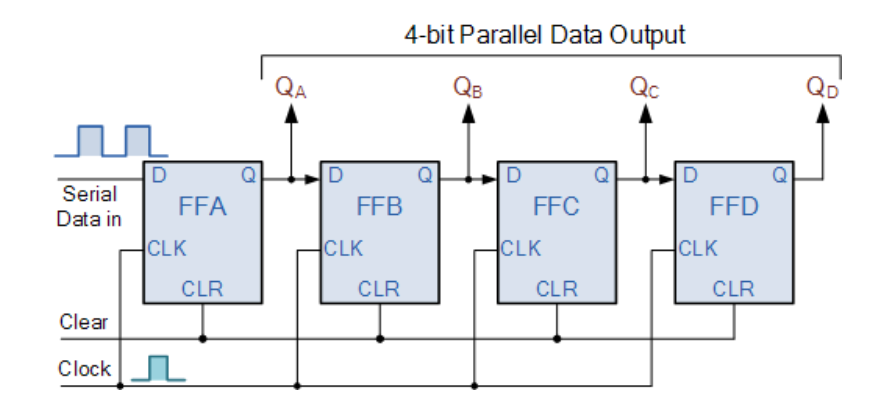 4-bit Parallel Data Output
QA QB QC QD
D Q D Q D Q D Q
Serial
Data in
FFA FFB FFC FFD
CLK CLK CLK CLK
CLR CLR CLR CLR
Clear
Clock